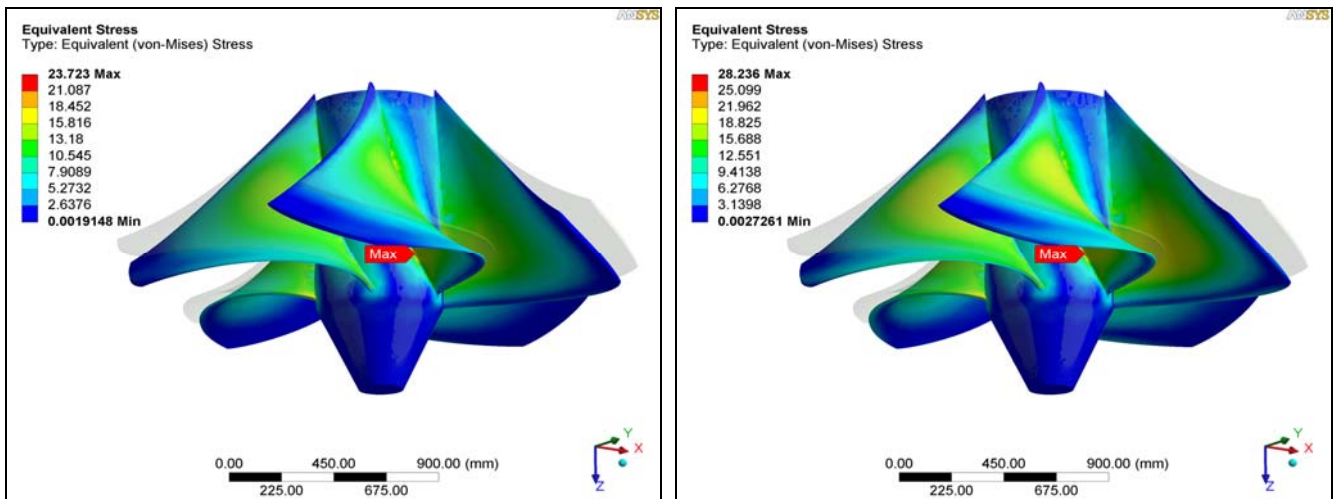 ANSYS
Equivalent Stress
Type: Equivalent (von-Mises) Stress
23.723 Max
21.087
18.452
15.816
13.18
10.545
7.9089
5.2732
2.6376
0.0019148 Min
Max
0.00
450.00
900.00 (mm)
225.00
675.00
Y
X
Z
ANSYS
Equivalent Stress
Type: Equivalent (von-Mises) Stress
28.236 Max
25.099
21.962
18.825
15.688
12.551
9.4138
6.2768
3.1398
0.0027261 Min
Max
0.00
450.00
900.00 (mm)
225.00
675.00
Y
X
Z